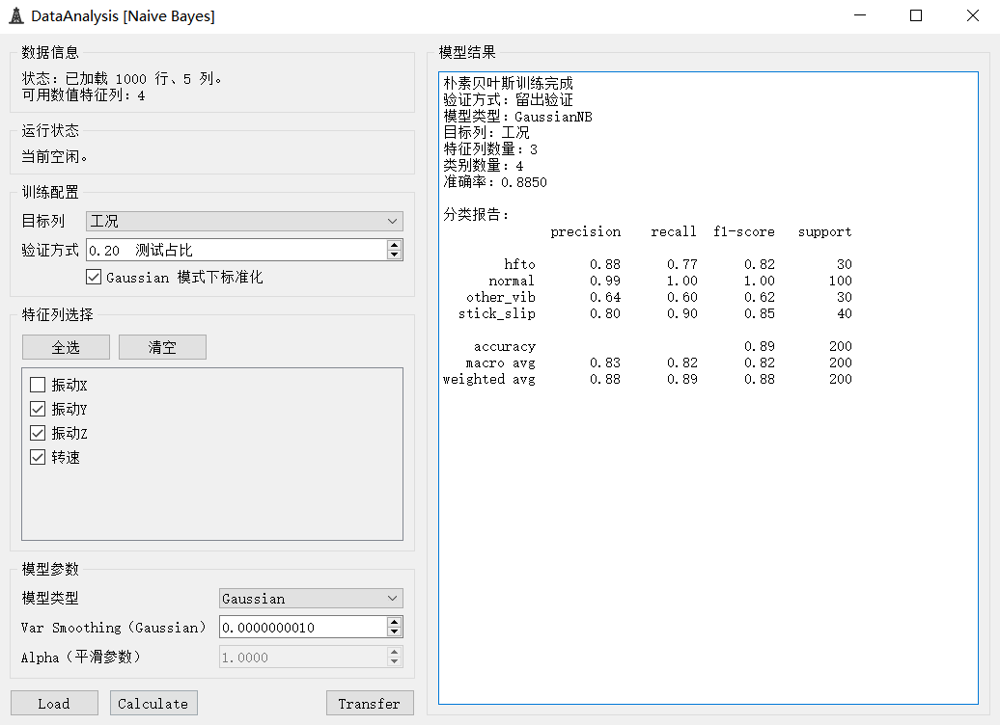 DataAnalysis [Naive Bayes]
数据信息
状态：已加载 1000 行、5 列。
可用数值特征列：4
运行状态
当前空闲。
训练配置
目标列 工况
验证方式 0.20 测试占比
Gaussian 模式下标准化
特征列选择
全选 清空
振动X
振动Y
振动Z
转速
模型参数
模型类型 Gaussian
Var Smoothing（Gaussian） 0.0000000010
Alpha（平滑参数） 1.0000
Load Calculate Transfer
模型结果
朴素贝叶斯训练完成
验证方式：留出验证
模型类型：GaussianNB
目标列：工况
特征列数量：3
类别数量：4
准确率：0.8850
分类报告：
precision recall f1-score support
hfto 0.88 0.77 0.82 30
normal 0.99 1.00 1.00 100
other_vib 0.64 0.60 0.62 30
stick_slip 0.80 0.90 0.85 40
accuracy 0.89 200
macro avg 0.83 0.82 0.82 200
weighted avg 0.88 0.89 0.88 200